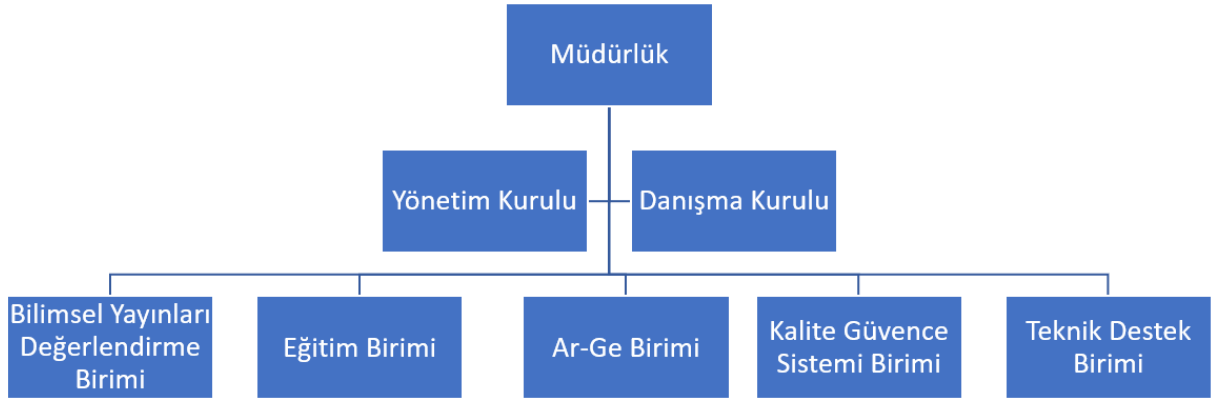 Müdürlük
Yönetim Kurulu
Danışma Kurulu
Bilimsel Yayınları
Değerlendirme
Birimi
Eğitim Birimi
Ar-Ge Birimi
Kalite Güvence
Sistemi Birimi
Teknik Destek
Birimi